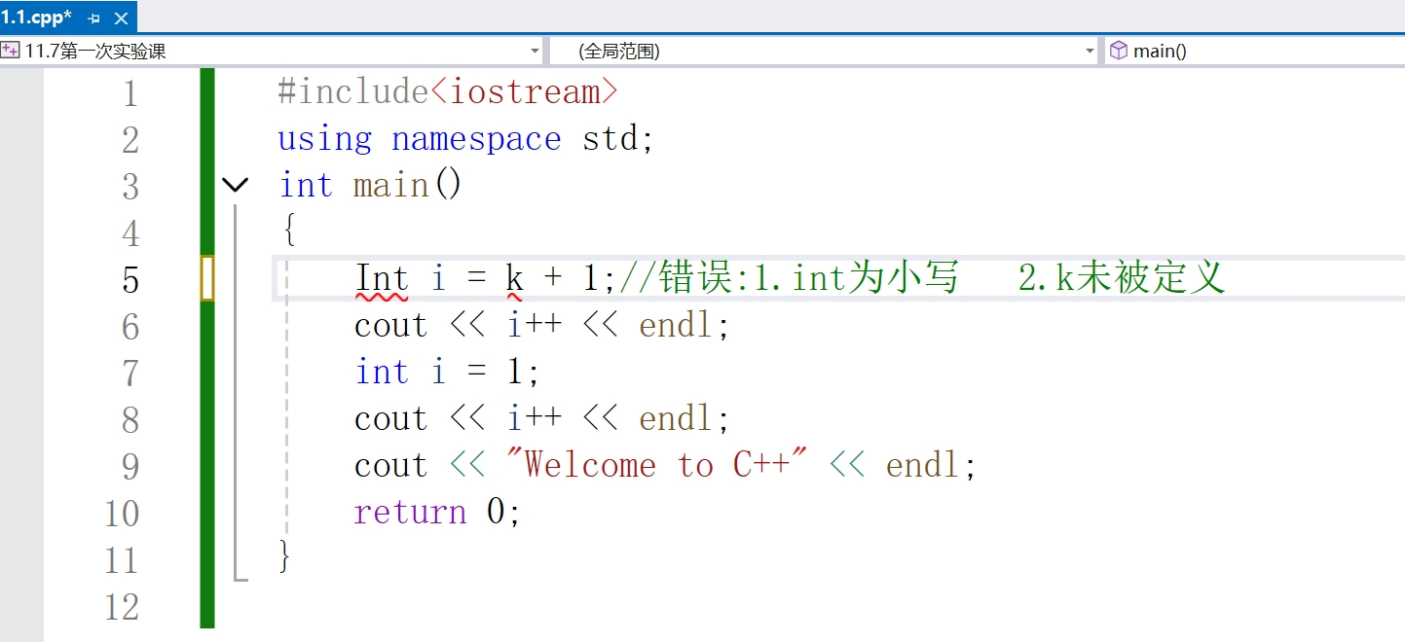 1.1.cpp*
11.7第一次实验课 (全局范围) main()
1 #include<iostream>
2 using namespace std;
3 int main()
4 {
5 Int i = k + 1;//错误:1.int为小写 2.k未被定义
6 cout << i++ << endl;
7 int i = 1;
8 cout << i++ << endl;
9 cout << "Welcome to C++" << endl;
10 return 0;
11 }
12